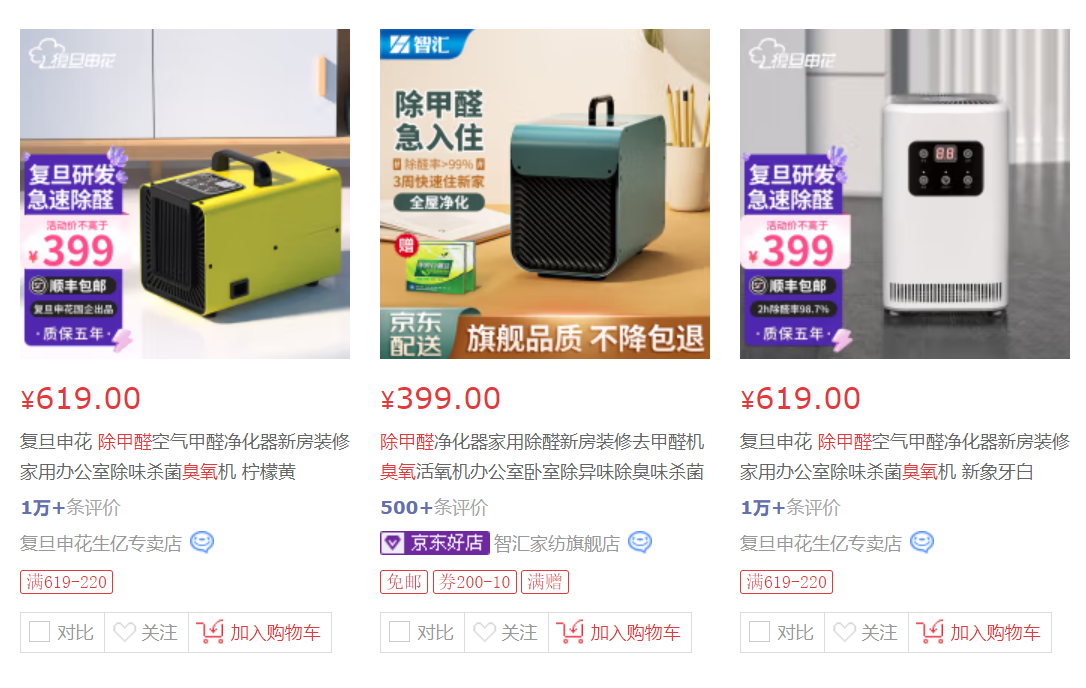 复旦申花
复旦研发
急速除醛
活动价不高于
¥399
顺丰包邮
复旦申花国企出品
·质保五年·
智汇
除甲醛
急入住
除醛率>99%
3周快速住新家
全屋净化
赠
京东
配送
旗舰品质 不降包退
复旦申花
复旦研发
急速除醛
活动价不高于
¥399
顺丰包邮
2h除醛率98.7%
·质保五年·
¥619.00
复旦申花 除甲醛空气甲醛净化器新房装修
家用办公室除味杀菌臭氧机 柠檬黄
1万+条评价
复旦申花生亿专卖店
满619-220
对比
关注
加入购物车
¥399.00
除甲醛净化器家用除醛新房装修去甲醛机
臭氧活氧机办公室卧室除异味除臭味杀菌
500+条评价
京东好店 智汇家纺旗舰店
免邮 券200-10 满赠
对比
关注
加入购物车
¥619.00
复旦申花 除甲醛空气甲醛净化器新房装修
家用办公室除味杀菌臭氧机 新象牙白
1万+条评价
复旦申花生亿专卖店
满619-220
对比
关注
加入购物车